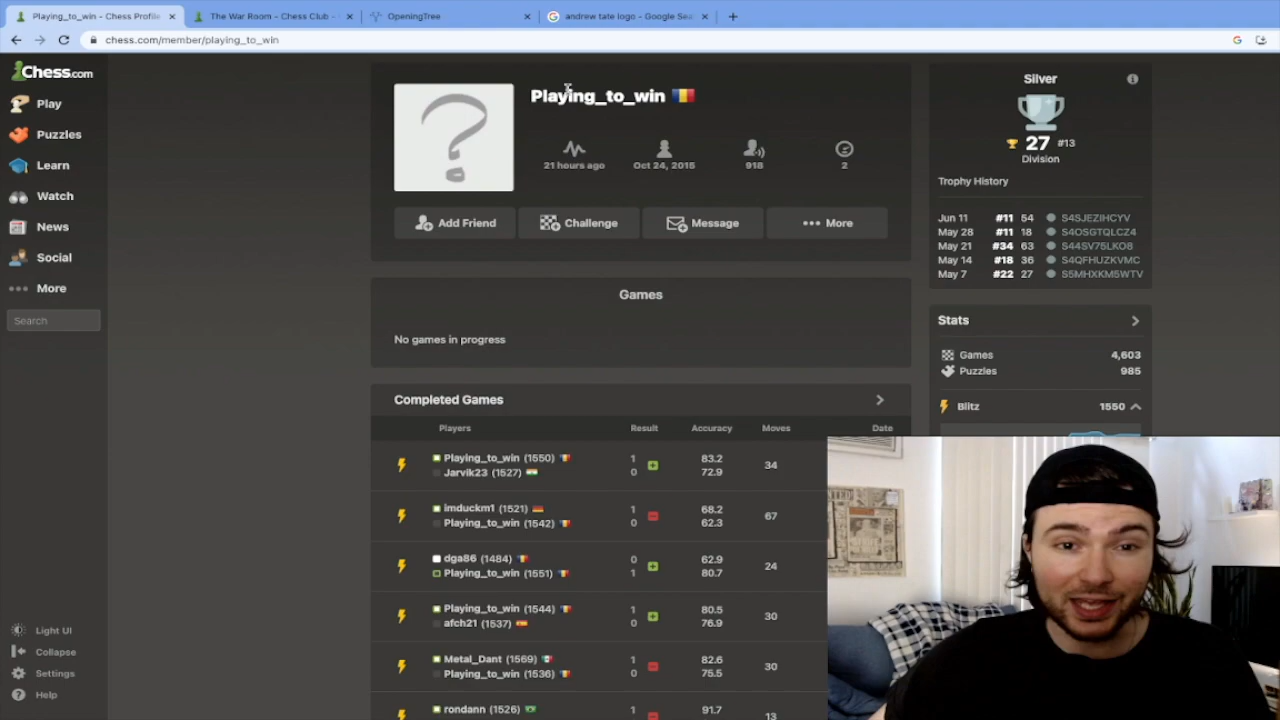 Playing_to_win - Chess Profile
The War Room - Chess Club -
OpeningTree
andrew tate logo - Google Sea
chess.com/member/playing_to_win
Chess.com
Play
Puzzles
Learn
Watch
News
Social
More
Search
Light UI
Collapse
Settings
Help
Playing_to_win
21 hours ago
Oct 24, 2015
918
2
Add Friend
Challenge
Message
More
Games
No games in progress
Completed Games
Players Result Accuracy Moves Date
Playing_to_win (1550) 1 83.2
Jarvik23 (1527) 0 72.9
34
imduckm1 (1521) 1 68.2
Playing_to_win (1542) 0 62.3
67
dga86 (1484) 0 62.9
Playing_to_win (1551) 1 80.7
24
Playing_to_win (1544) 1 80.5
afch21 (1537) 0 76.9
30
Metal_Dant (1569) 1 82.6
Playing_to_win (1536) 0 75.5
30
rondann (1526) 1 91.7
13
Silver
27 #13
Division
Trophy History
Jun 11 #11 54 S4SJEZIHCYV
May 28 #11 18 S4OSGTQLCZ4
May 21 #34 63 S44SV75LKO8
May 14 #18 36 S4QFHUZKVMC
May 7 #22 27 S5MHXKM5WTV
Stats
Games 4,603
Puzzles 985
Blitz 1550